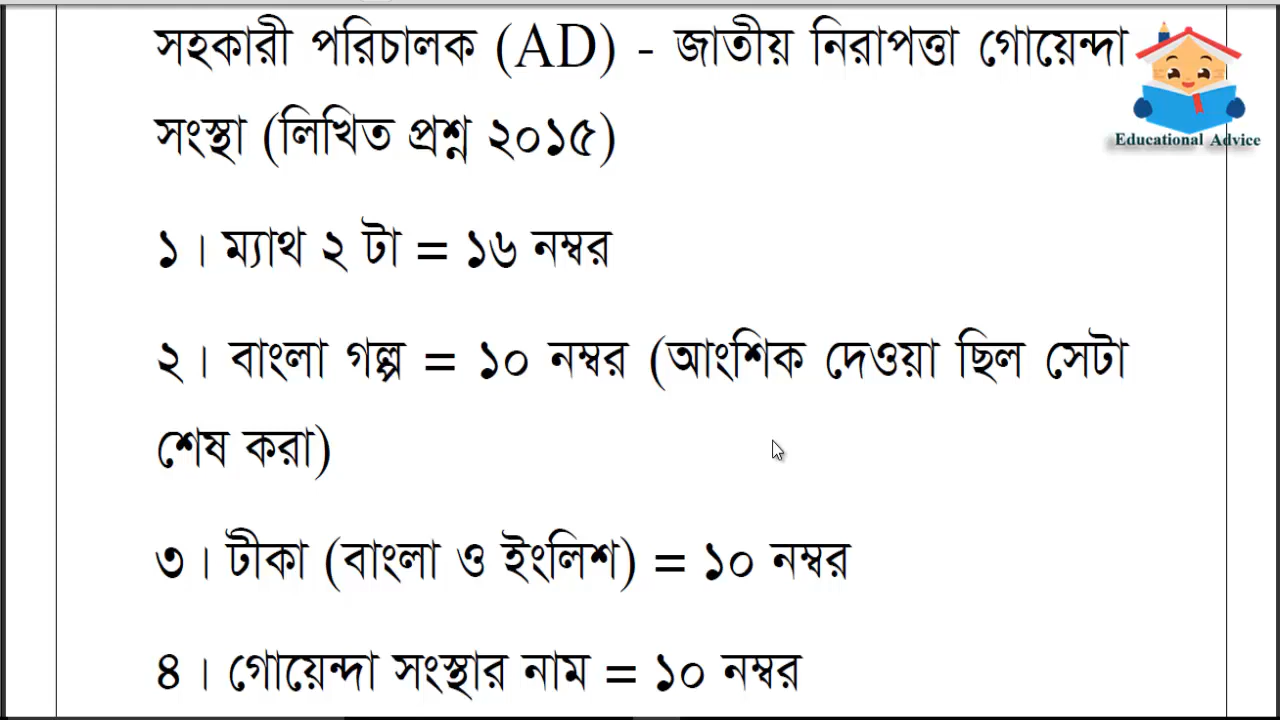 সহকারী পরিচালক (AD) - জাতীয় নিরাপত্তা গোয়েন্দা
সংস্থা (লিখিত প্রশ্ন ২০১৫)
Educational Advice
১। ম্যাথ ২ টা = ১৬ নম্বর
২। বাংলা গল্প = ১০ নম্বর (আংশিক দেওয়া ছিল সেটা
শেষ করা)
৩। টীকা (বাংলা ও ইংলিশ) = ১০ নম্বর
৪। গোয়েন্দা সংস্থার নাম = ১০ নম্বর